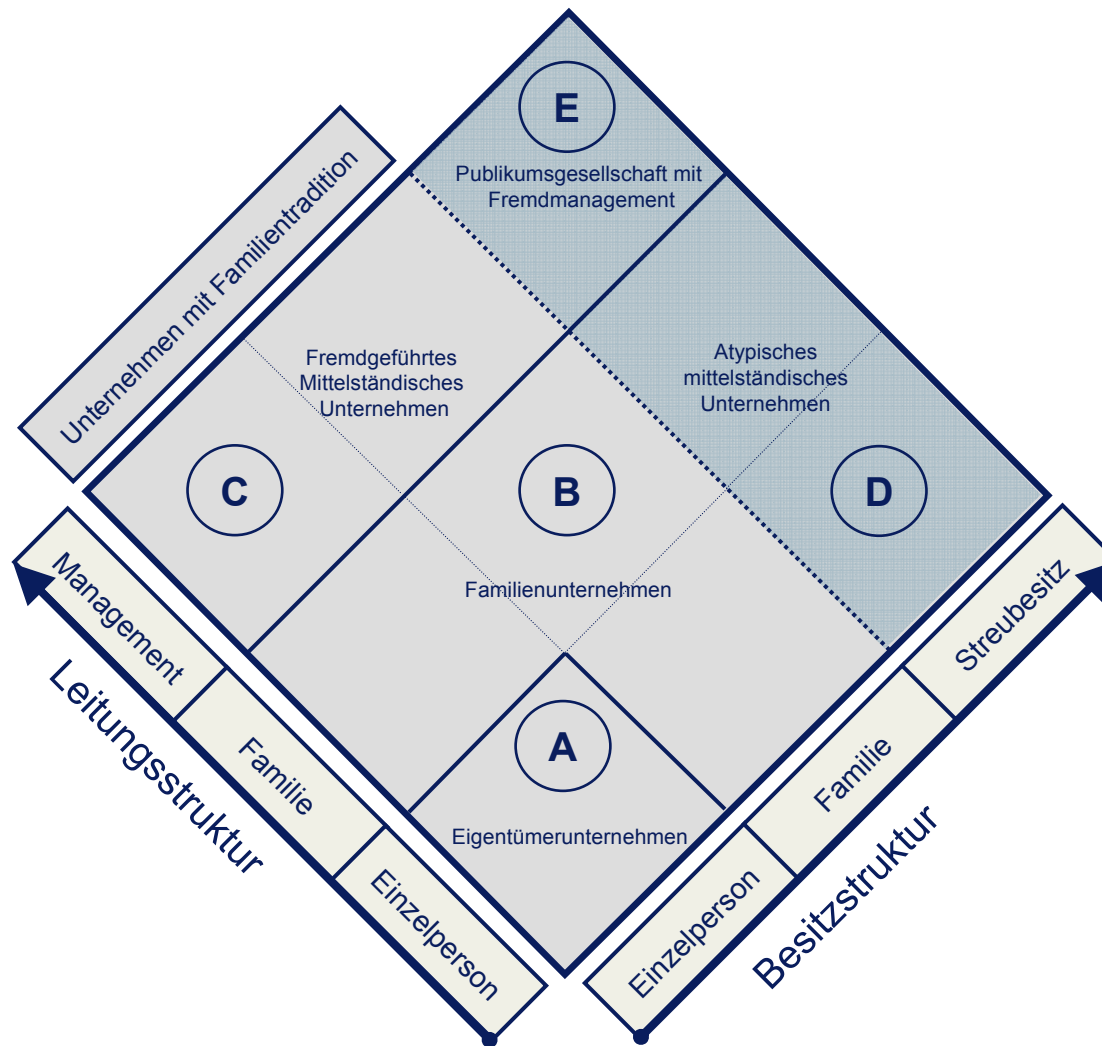 E
Publikumsgesellschaft mit
Fremdmanagement
Unternehmen mit Familientradition
Fremdgeführtes
Mittelständisches
Unternehmen
Atypisches
mittelständisches
Unternehmen
C
B
D
Familienunternehmen
A
Eigentümerunternehmen
Management
Familie
Einzelperson
Leitungsstruktur
Einzelperson
Familie
Streubesitz
Besitzstruktur